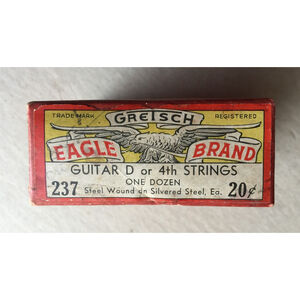 TRADE MARK GRETSCH REGISTERED
EAGLE BRAND
GUITAR D or 4th STRINGS
ONE DOZEN
237 Steel Wound on Silvered Steel, Ea. 20¢